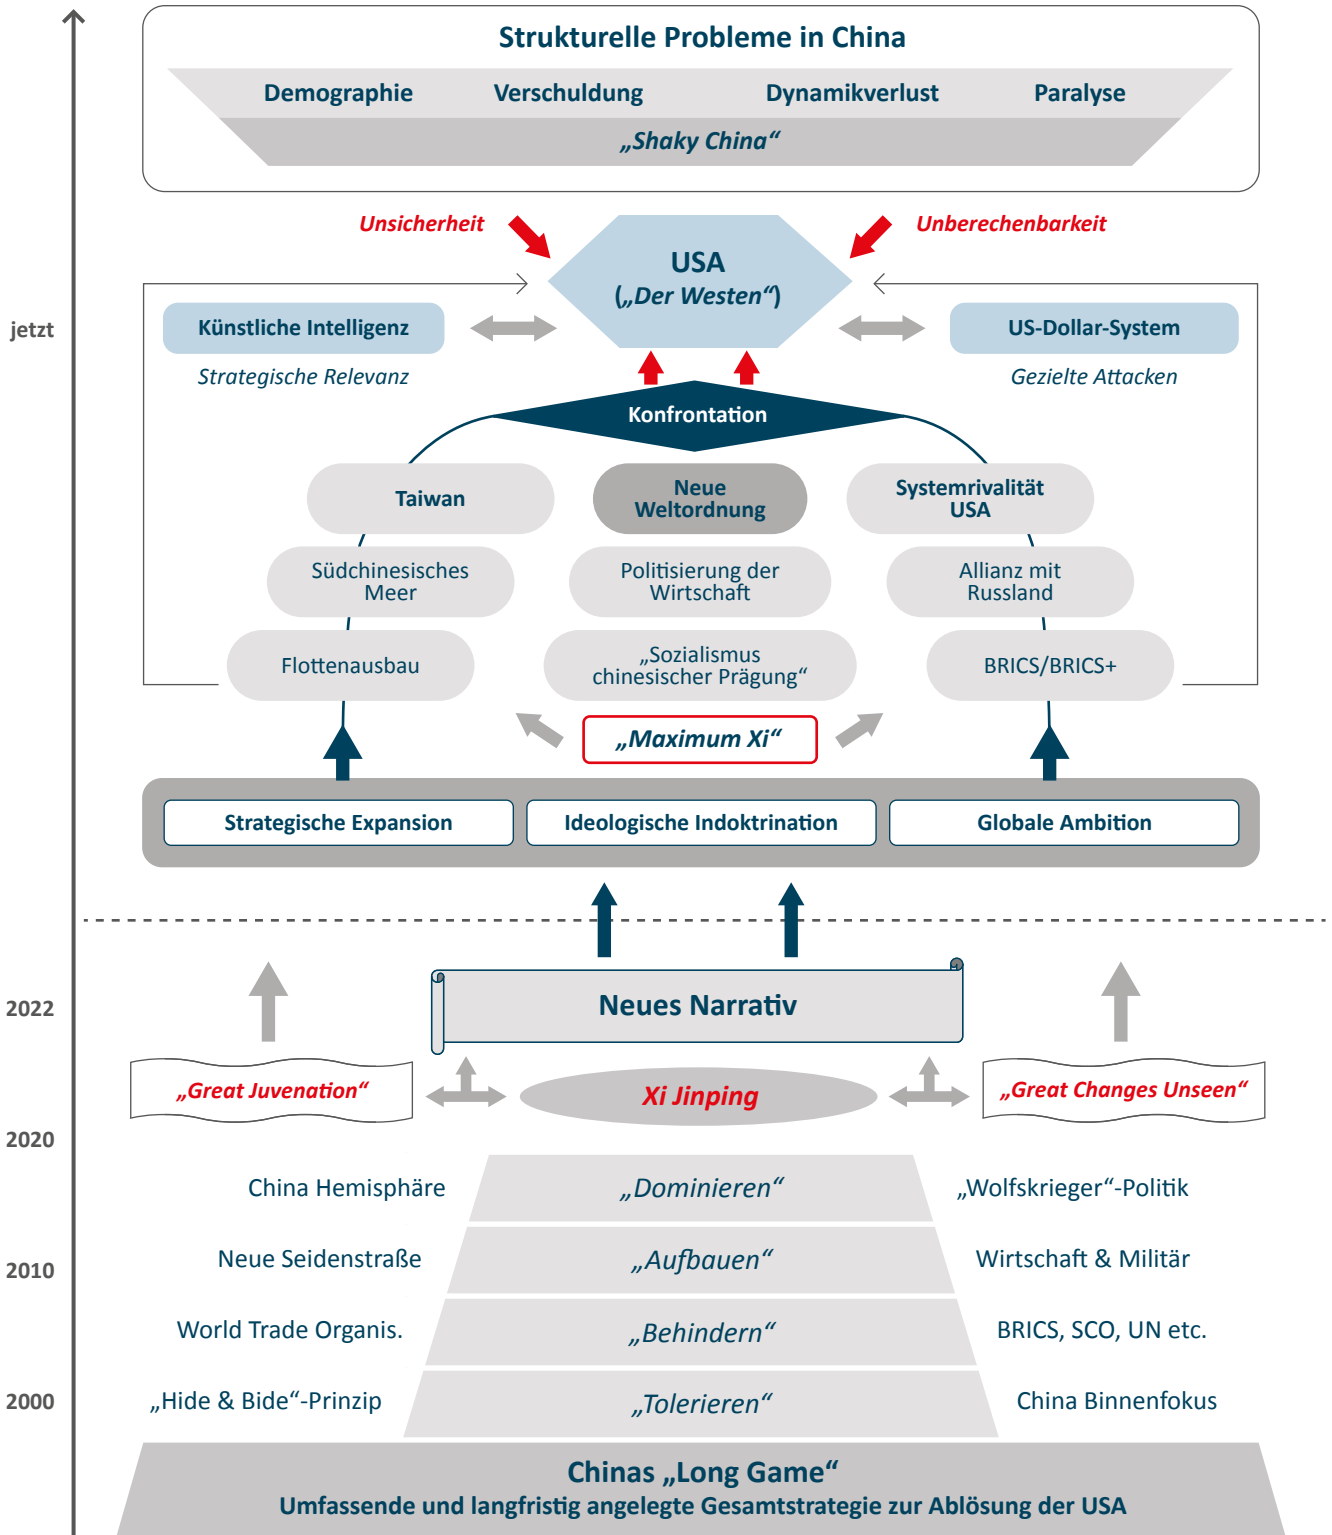 Strukturelle Probleme in China
Demographie Verschuldung Dynamikverlust Paralyse
„Shaky China“
Unsicherheit
Unberechenbarkeit
USA
(„Der Westen“)
jetzt
Künstliche Intelligenz
US-Dollar-System
Strategische Relevanz
Gezielte Attacken
Konfrontation
Taiwan
Neue
Weltordnung
Systemrivalität
USA
Südchinesisches
Meer
Politisierung der
Wirtschaft
Allianz mit
Russland
Flottenausbau
„Sozialismus
chinesischer Prägung“
BRICS/BRICS+
„Maximum Xi“
Strategische Expansion
Ideologische Indoktrination
Globale Ambition
2022
Neues Narrativ
„Great Juvenation“
Xi Jinping
„Great Changes Unseen“
2020
China Hemisphäre
„Dominieren“
„Wolfskrieger“-Politik
Neue Seidenstraße
„Aufbauen“
Wirtschaft & Militär
2010
World Trade Organis.
„Behindern“
BRICS, SCO, UN etc.
2000
„Hide & Bide“-Prinzip
„Tolerieren“
China Binnenfokus
Chinas „Long Game“
Umfassende und langfristig angelegte Gesamtstrategie zur Ablösung der USA